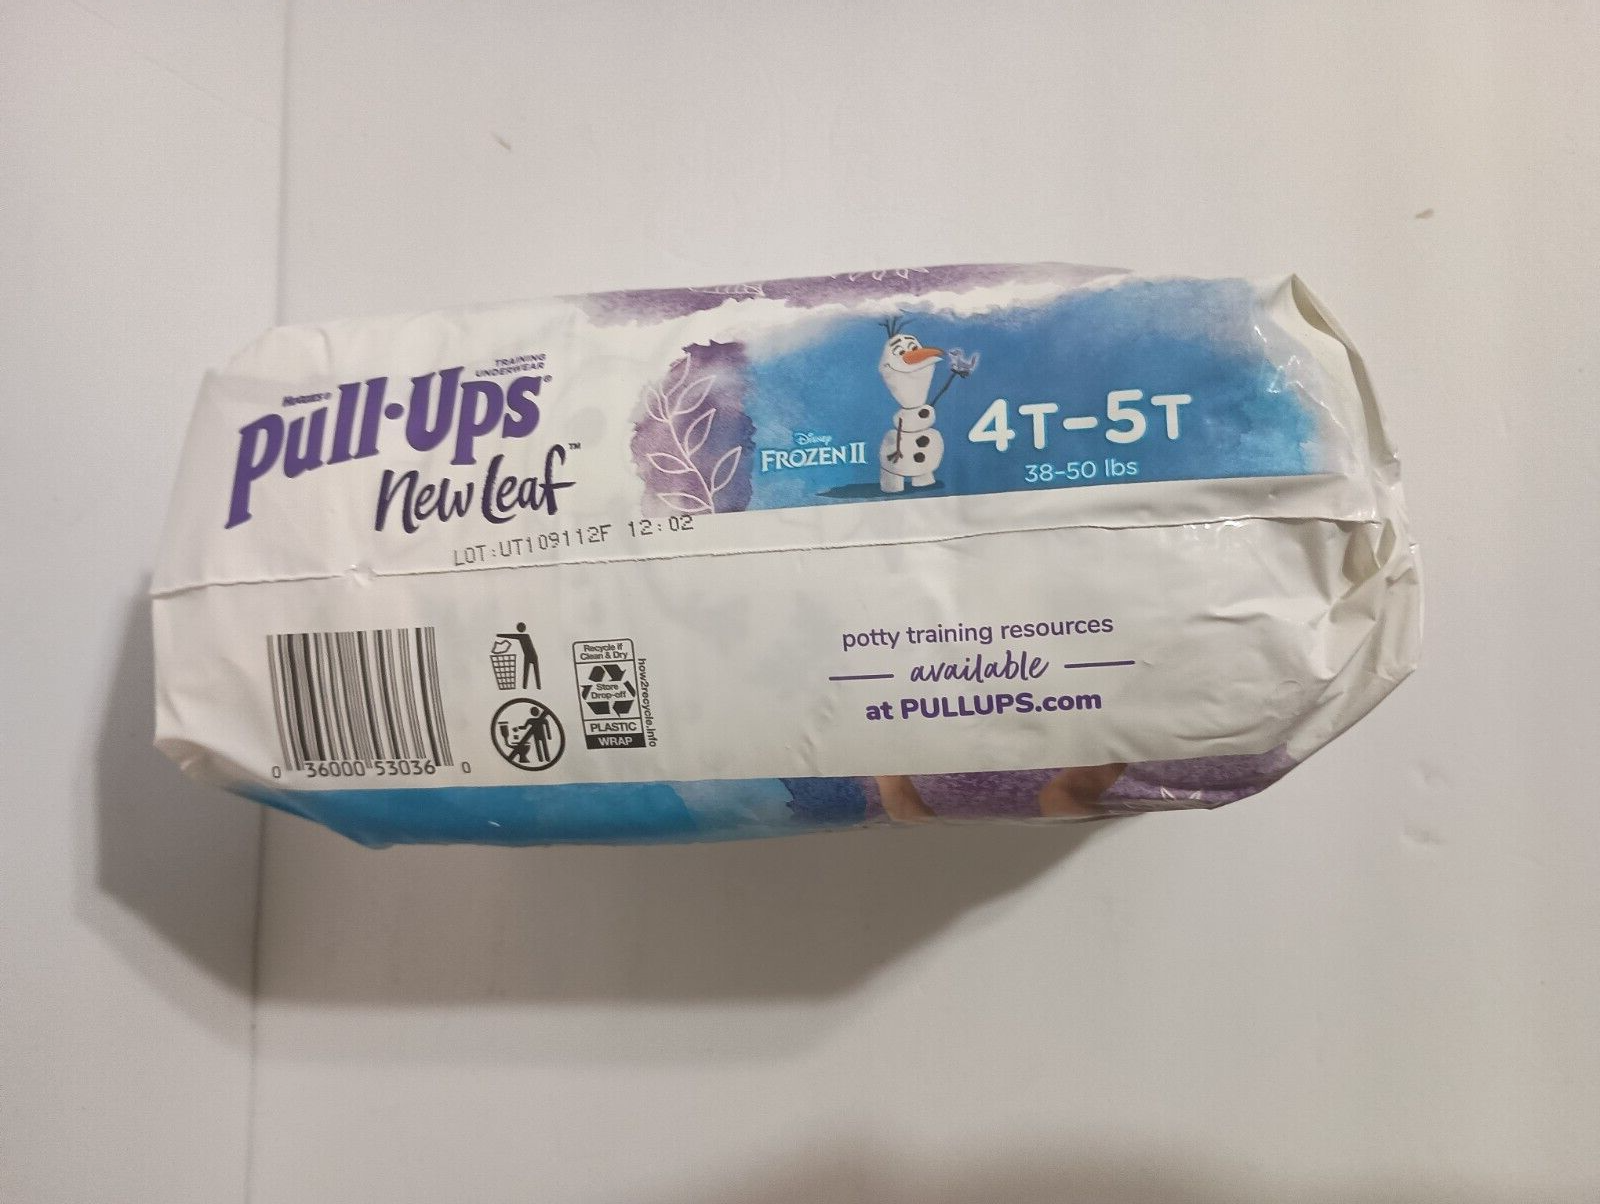 TRAINING
UNDERWEAR
HUGGIES®
Pull·Ups®
New Leaf™
Disney
FROZEN II
4T-5T
38-50 lbs
LOT:UT109112F 12:02
0 36000 53036 0
Recycle if
Clean & Dry
Store
Drop-off
PLASTIC
WRAP
how2recycle.info
potty training resources
available
at PULLUPS.com